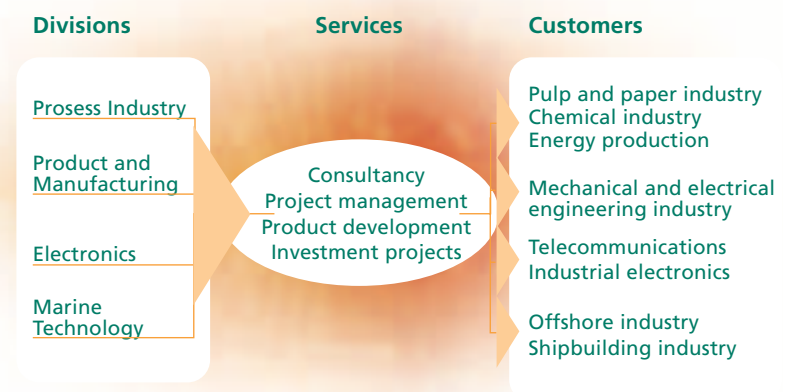 Divisions
Services
Customers
Prosess Industry
Product and
Manufacturing
Electronics
Marine
Technology
Consultancy
Project management
Product development
Investment projects
Pulp and paper industry
Chemical industry
Energy production
Mechanical and electrical
engineering industry
Telecommunications
Industrial electronics
Offshore industry
Shipbuilding industry